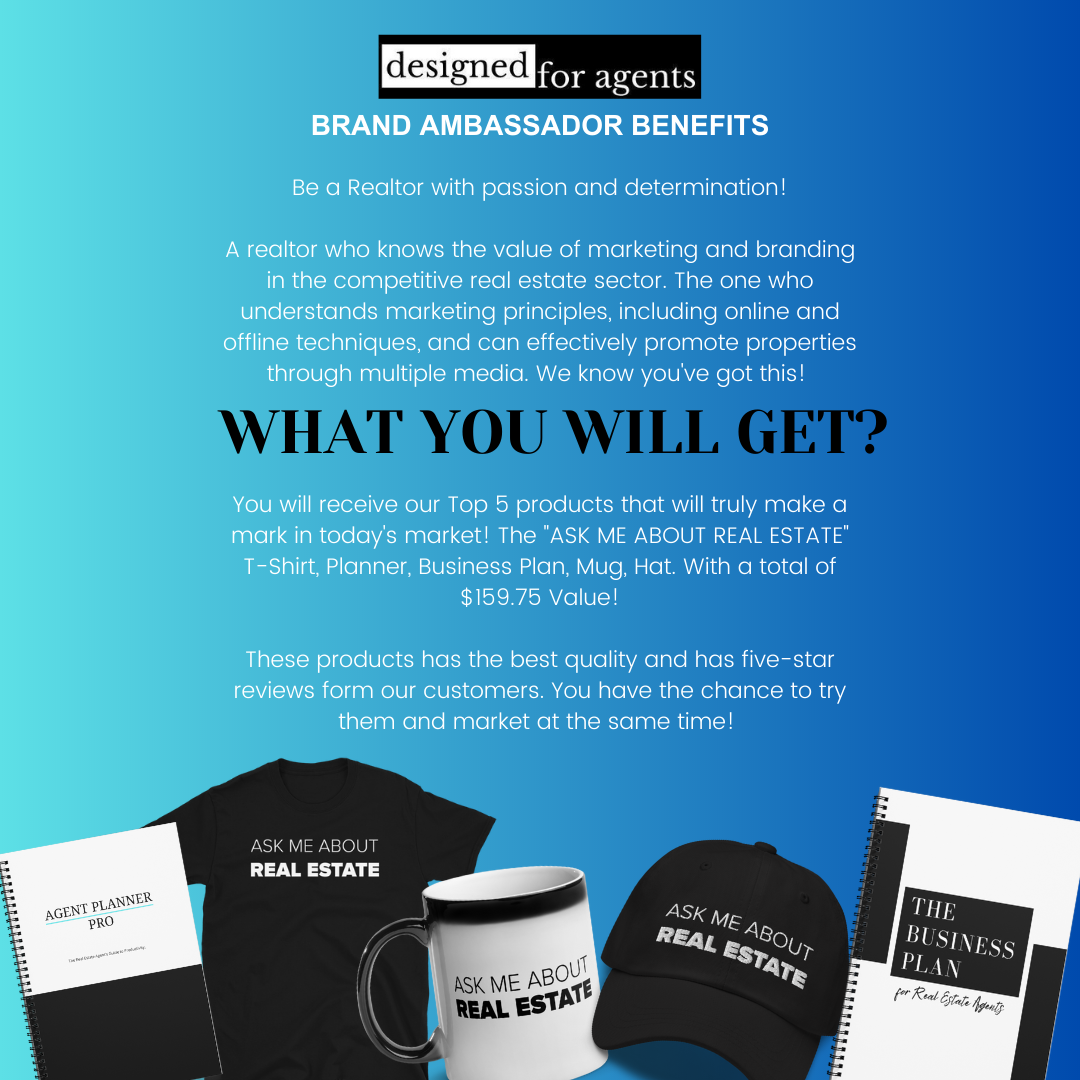 designed for agents
BRAND AMBASSADOR BENEFITS
Be a Realtor with passion and determination!
A realtor who knows the value of marketing and branding
in the competitive real estate sector. The one who
understands marketing principles, including online and
offline techniques, and can effectively promote properties
through multiple media. We know you've got this!
WHAT YOU WILL GET?
You will receive our Top 5 products that will truly make a
mark in today's market! The "ASK ME ABOUT REAL ESTATE"
T-Shirt, Planner, Business Plan, Mug, Hat. With a total of
$159.75 Value!
These products has the best quality and has five-star
reviews form our customers. You have the chance to try
them and market at the same time!
AGENT PLANNER
PRO
The Real Estate Agent's Guide to Productivity.
ASK ME ABOUT
REAL ESTATE
ASK ME ABOUT
REAL ESTATE
ASK ME ABOUT
REAL ESTATE
THE
BUSINESS
PLAN
for Real Estate Agents